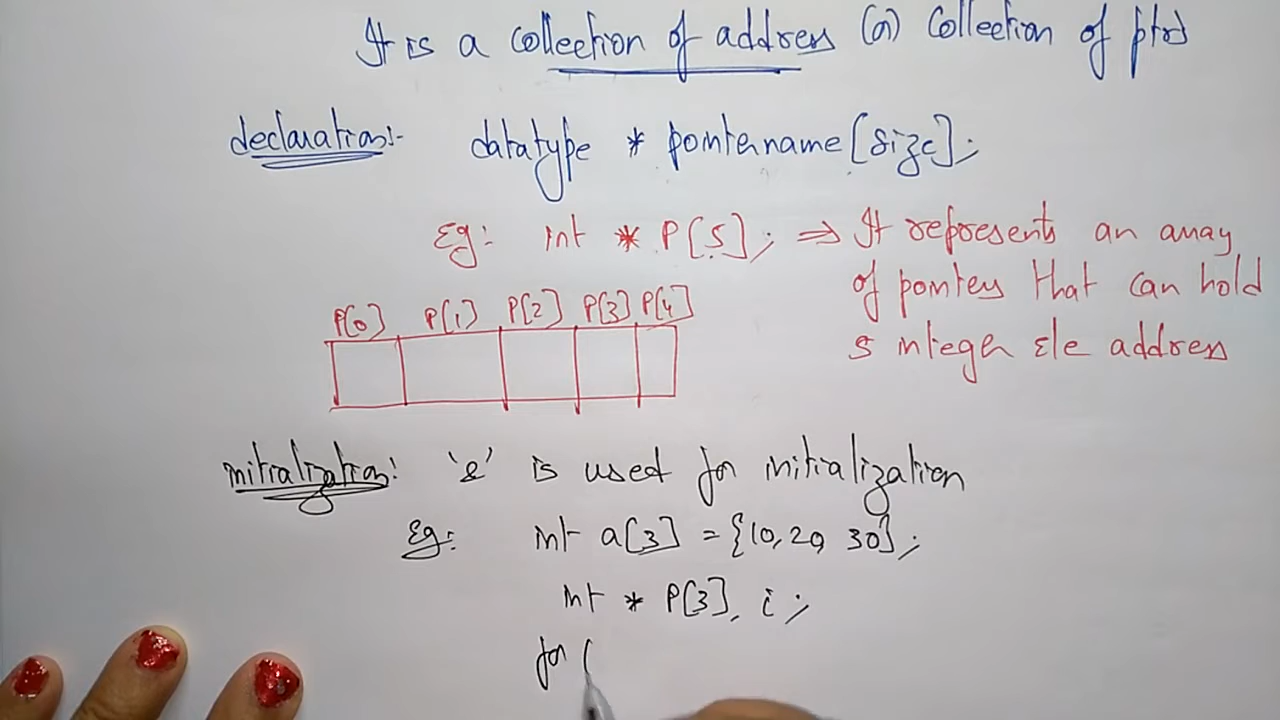 It is a collection of address (or) collection of ptrs
declaration:- datatype * pointername[size];
Eg: int * P[5]; ⇒ It represents an array
of pointers that can hold
5 integer ele address
P[0] P[1] P[2] P[3] P[4]
initialization: '&' is used for initialization
Eg: int a[3] = {10, 20, 30};
int * P[3], i;
for (